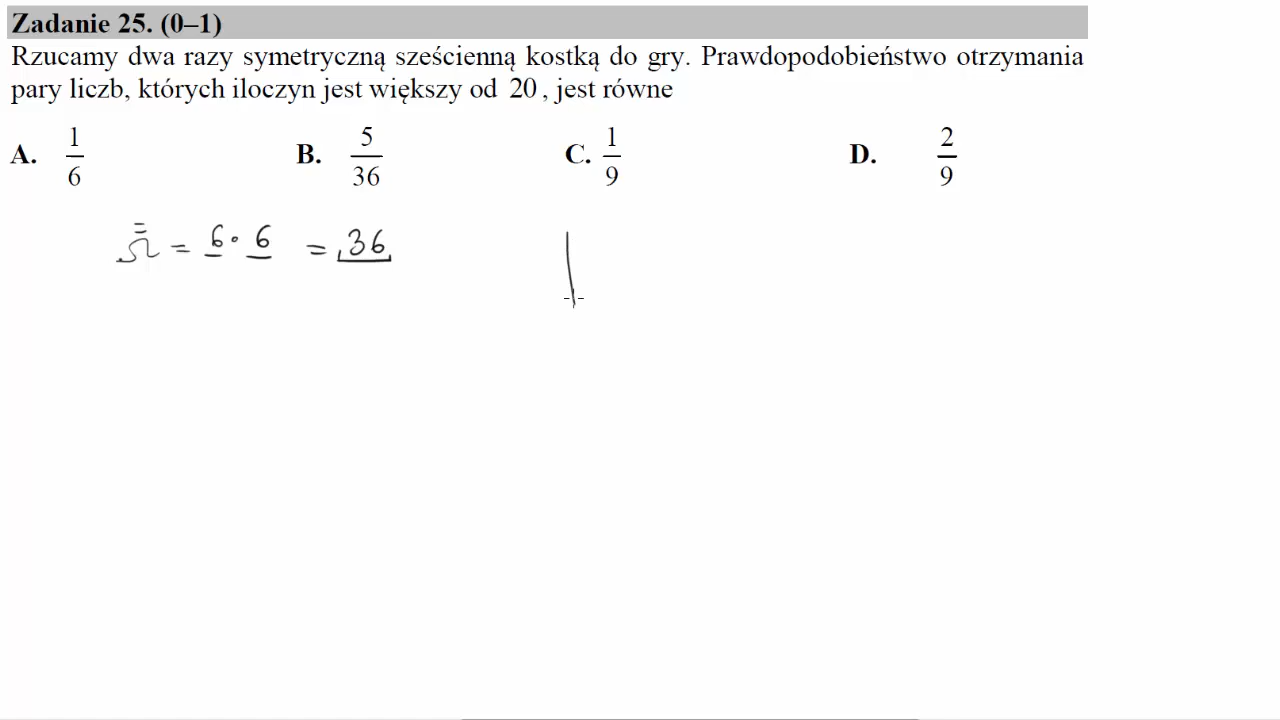 Zadanie 25. (0–1)
Rzucamy dwa razy symetryczną sześcienną kostką do gry. Prawdopodobieństwo otrzymania
pary liczb, których iloczyn jest większy od 20, jest równe
A. 1/6 B. 5/36 C. 1/9 D. 2/9
Ω̿ = 6 · 6 = 36